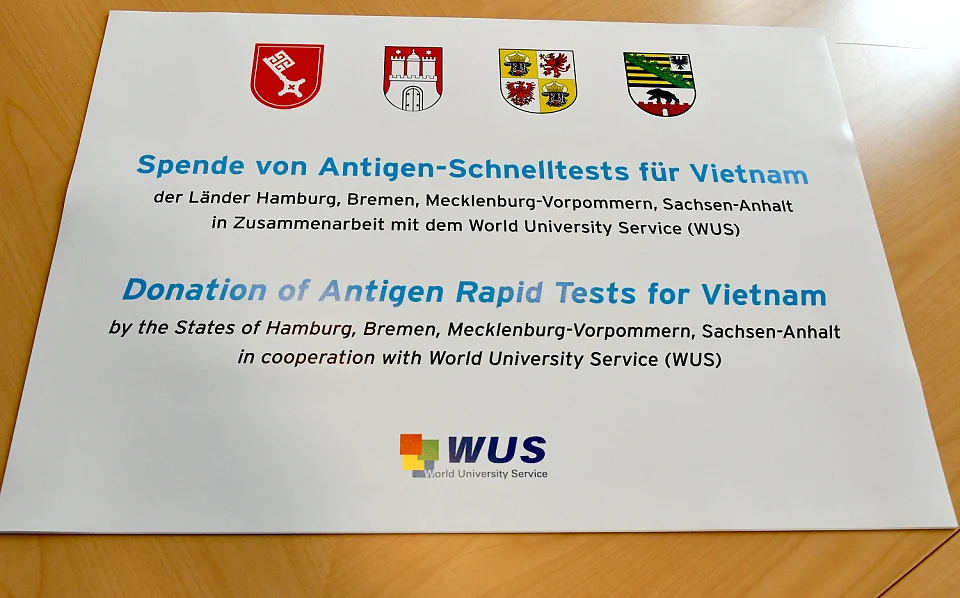 Spende von Antigen-Schnelltests für Vietnam
der Länder Hamburg, Bremen, Mecklenburg-Vorpommern, Sachsen-Anhalt
in Zusammenarbeit mit dem World University Service (WUS)
Donation of Antigen Rapid Tests for Vietnam
by the States of Hamburg, Bremen, Mecklenburg-Vorpommern, Sachsen-Anhalt
in cooperation with World University Service (WUS)
WUS
World University Service